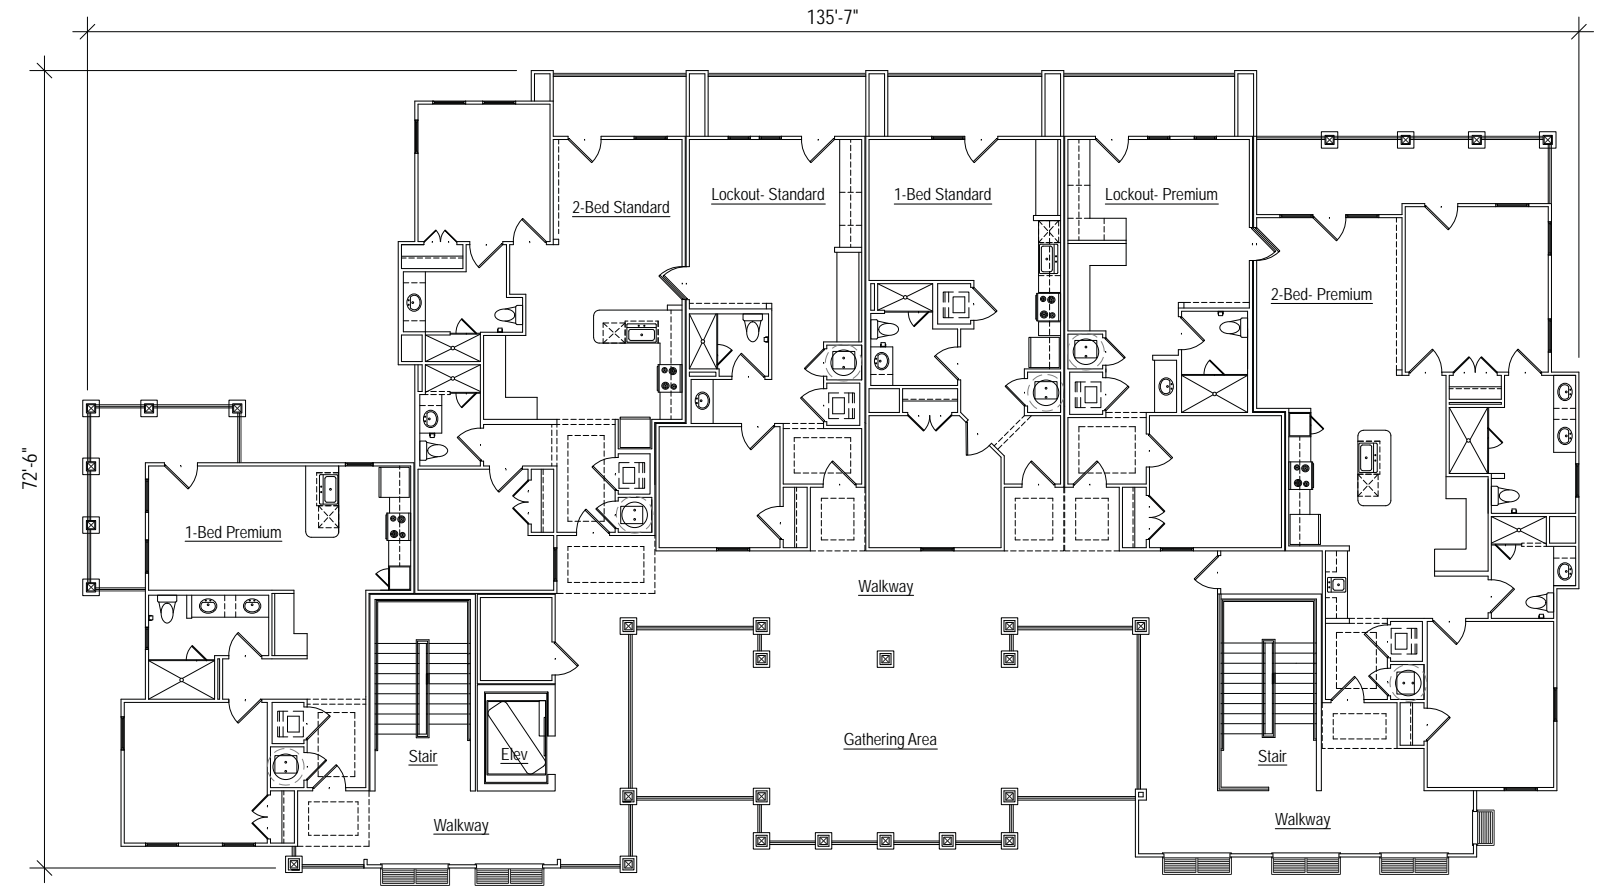 135'-7"
72'-6"
2-Bed Standard
Lockout- Standard
1-Bed Standard
Lockout- Premium
2-Bed- Premium
1-Bed Premium
Walkway
Gathering Area
Stair
Elev
Stair
Walkway
Walkway